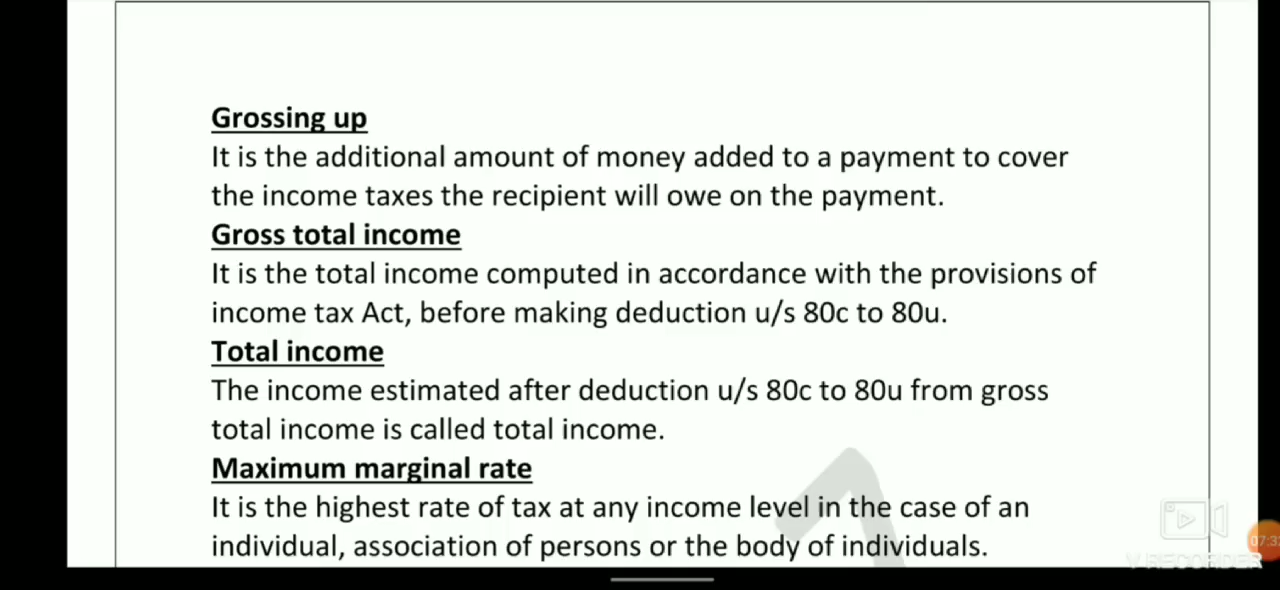 Grossing up
It is the additional amount of money added to a payment to cover
the income taxes the recipient will owe on the payment.
Gross total income
It is the total income computed in accordance with the provisions of
income tax Act, before making deduction u/s 80c to 80u.
Total income
The income estimated after deduction u/s 80c to 80u from gross
total income is called total income.
Maximum marginal rate
It is the highest rate of tax at any income level in the case of an
individual, association of persons or the body of individuals.
V RECORDER